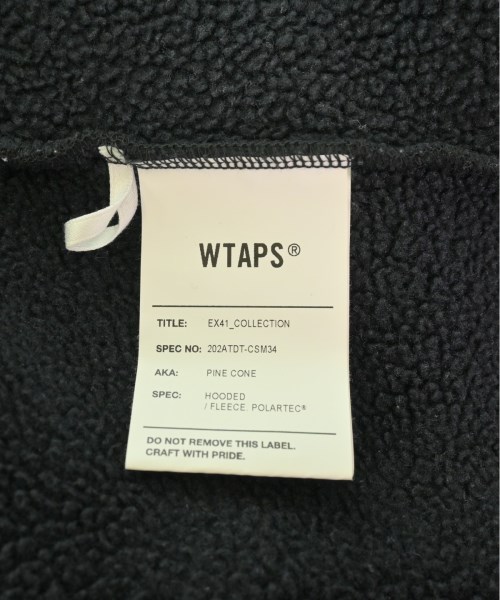 WTAPS®
TITLE: EX41_COLLECTION
SPEC NO: 202ATDT-CSM34
AKA: PINE CONE
SPEC: HOODED
/ FLEECE. POLARTEC®
DO NOT REMOVE THIS LABEL.
CRAFT WITH PRIDE.